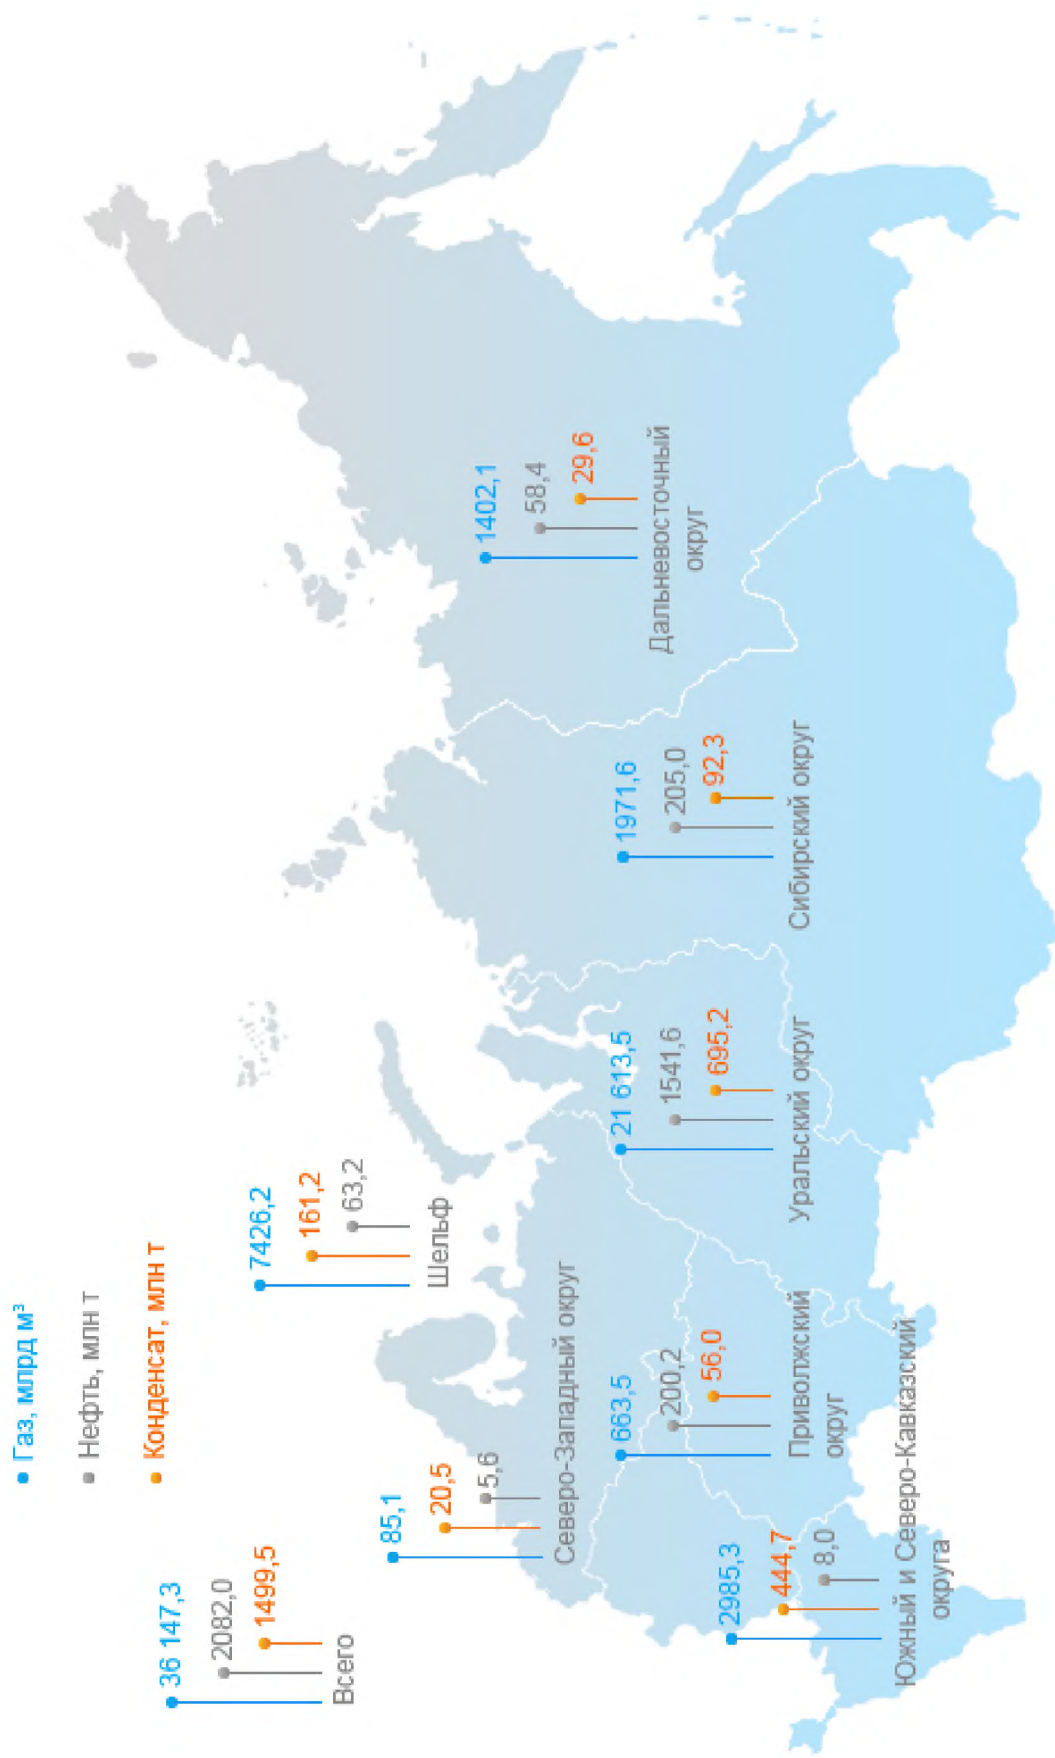 Газ, млрд м³
Нефть, млн т
Конденсат, млн т
36 147,3
2082,0
1499,5
Всего
7426,2
161,2
63,2
Шельф
85,1
20,5
5,6
Северо-Западный округ
1402,1
58,4
29,6
Дальневосточный
округ
663,5
200,2
56,0
Приволжский
округ
21 613,5
1541,6
695,2
Уральский округ
1971,6
205,0
92,3
Сибирский округ
2985,3
444,7
8,0
Южный и Северо-Кавказский
округа